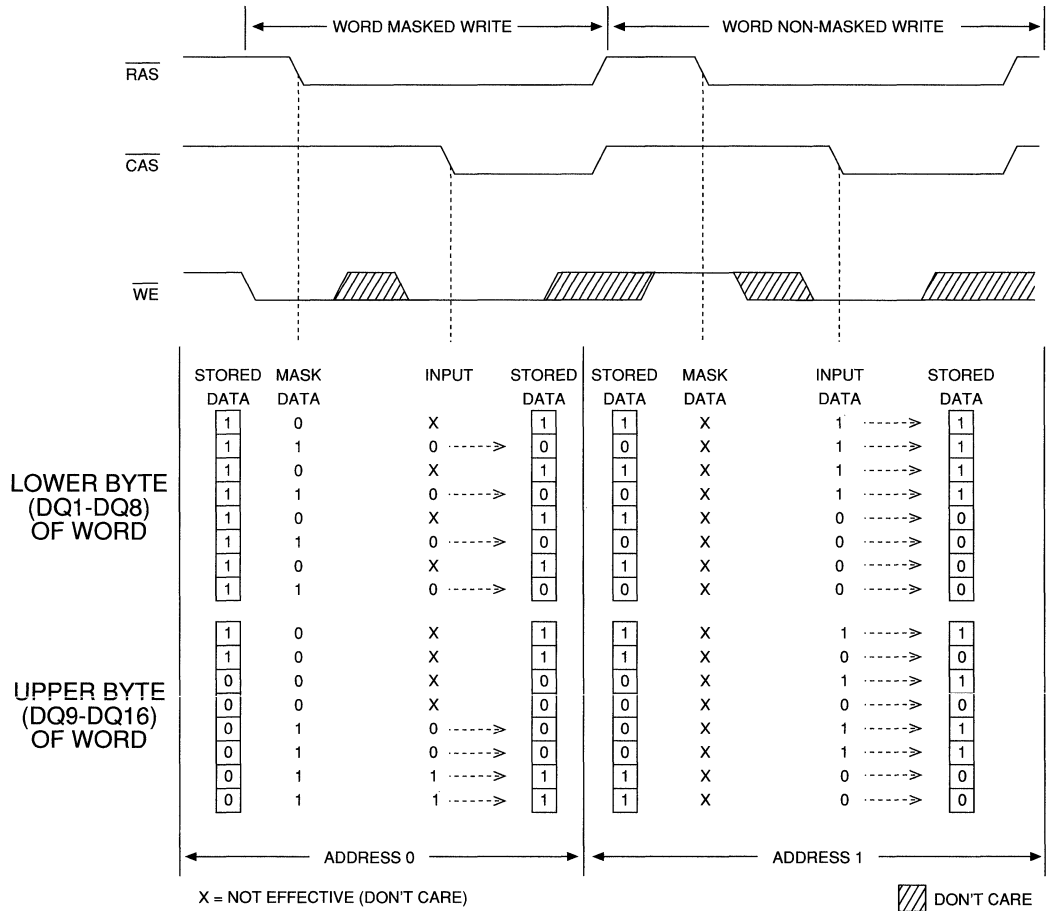 WORD MASKED WRITE WORD NON-MASKED WRITE
RAS
CAS
WE
STORED MASK INPUT STORED STORED MASK INPUT STORED
DATA DATA DATA DATA DATA DATA DATA
1 0 X 1 1 X 1 1
1 1 0 0 0 X 1 1
1 0 X 1 1 X 1 1
1 1 0 0 0 X 1 1
1 0 X 1 1 X 0 0
1 1 0 0 0 X 0 0
1 0 X 1 1 X 0 0
1 1 0 0 0 X 0 0
LOWER BYTE
(DQ1-DQ8)
OF WORD
1 0 X 1 1 X 1 1
1 0 X 1 1 X 0 0
0 0 X 0 0 X 1 1
0 0 X 0 0 X 0 0
0 1 0 0 0 X 1 1
0 1 0 0 0 X 1 1
0 1 1 1 1 X 0 0
0 1 1 1 1 X 0 0
UPPER BYTE
(DQ9-DQ16)
OF WORD
ADDRESS 0 ADDRESS 1
X = NOT EFFECTIVE (DON'T CARE) DON'T CARE